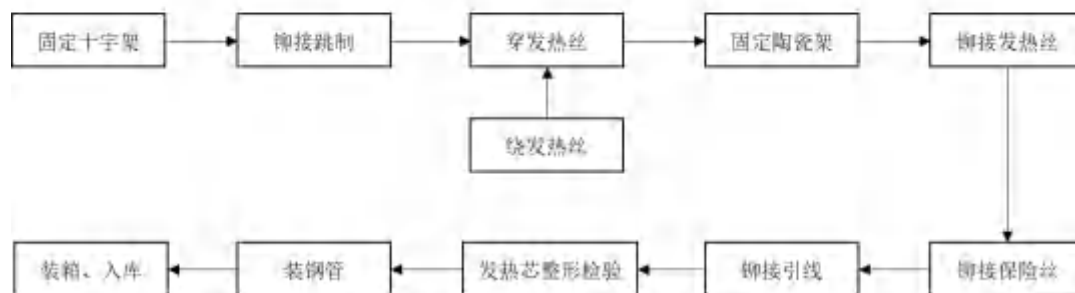 固定十字架
铆接跳制
穿发热丝
固定陶瓷架
铆接发热丝
绕发热丝
装箱、入库
装钢管
发热芯整形检验
铆接引线
铆接保险丝